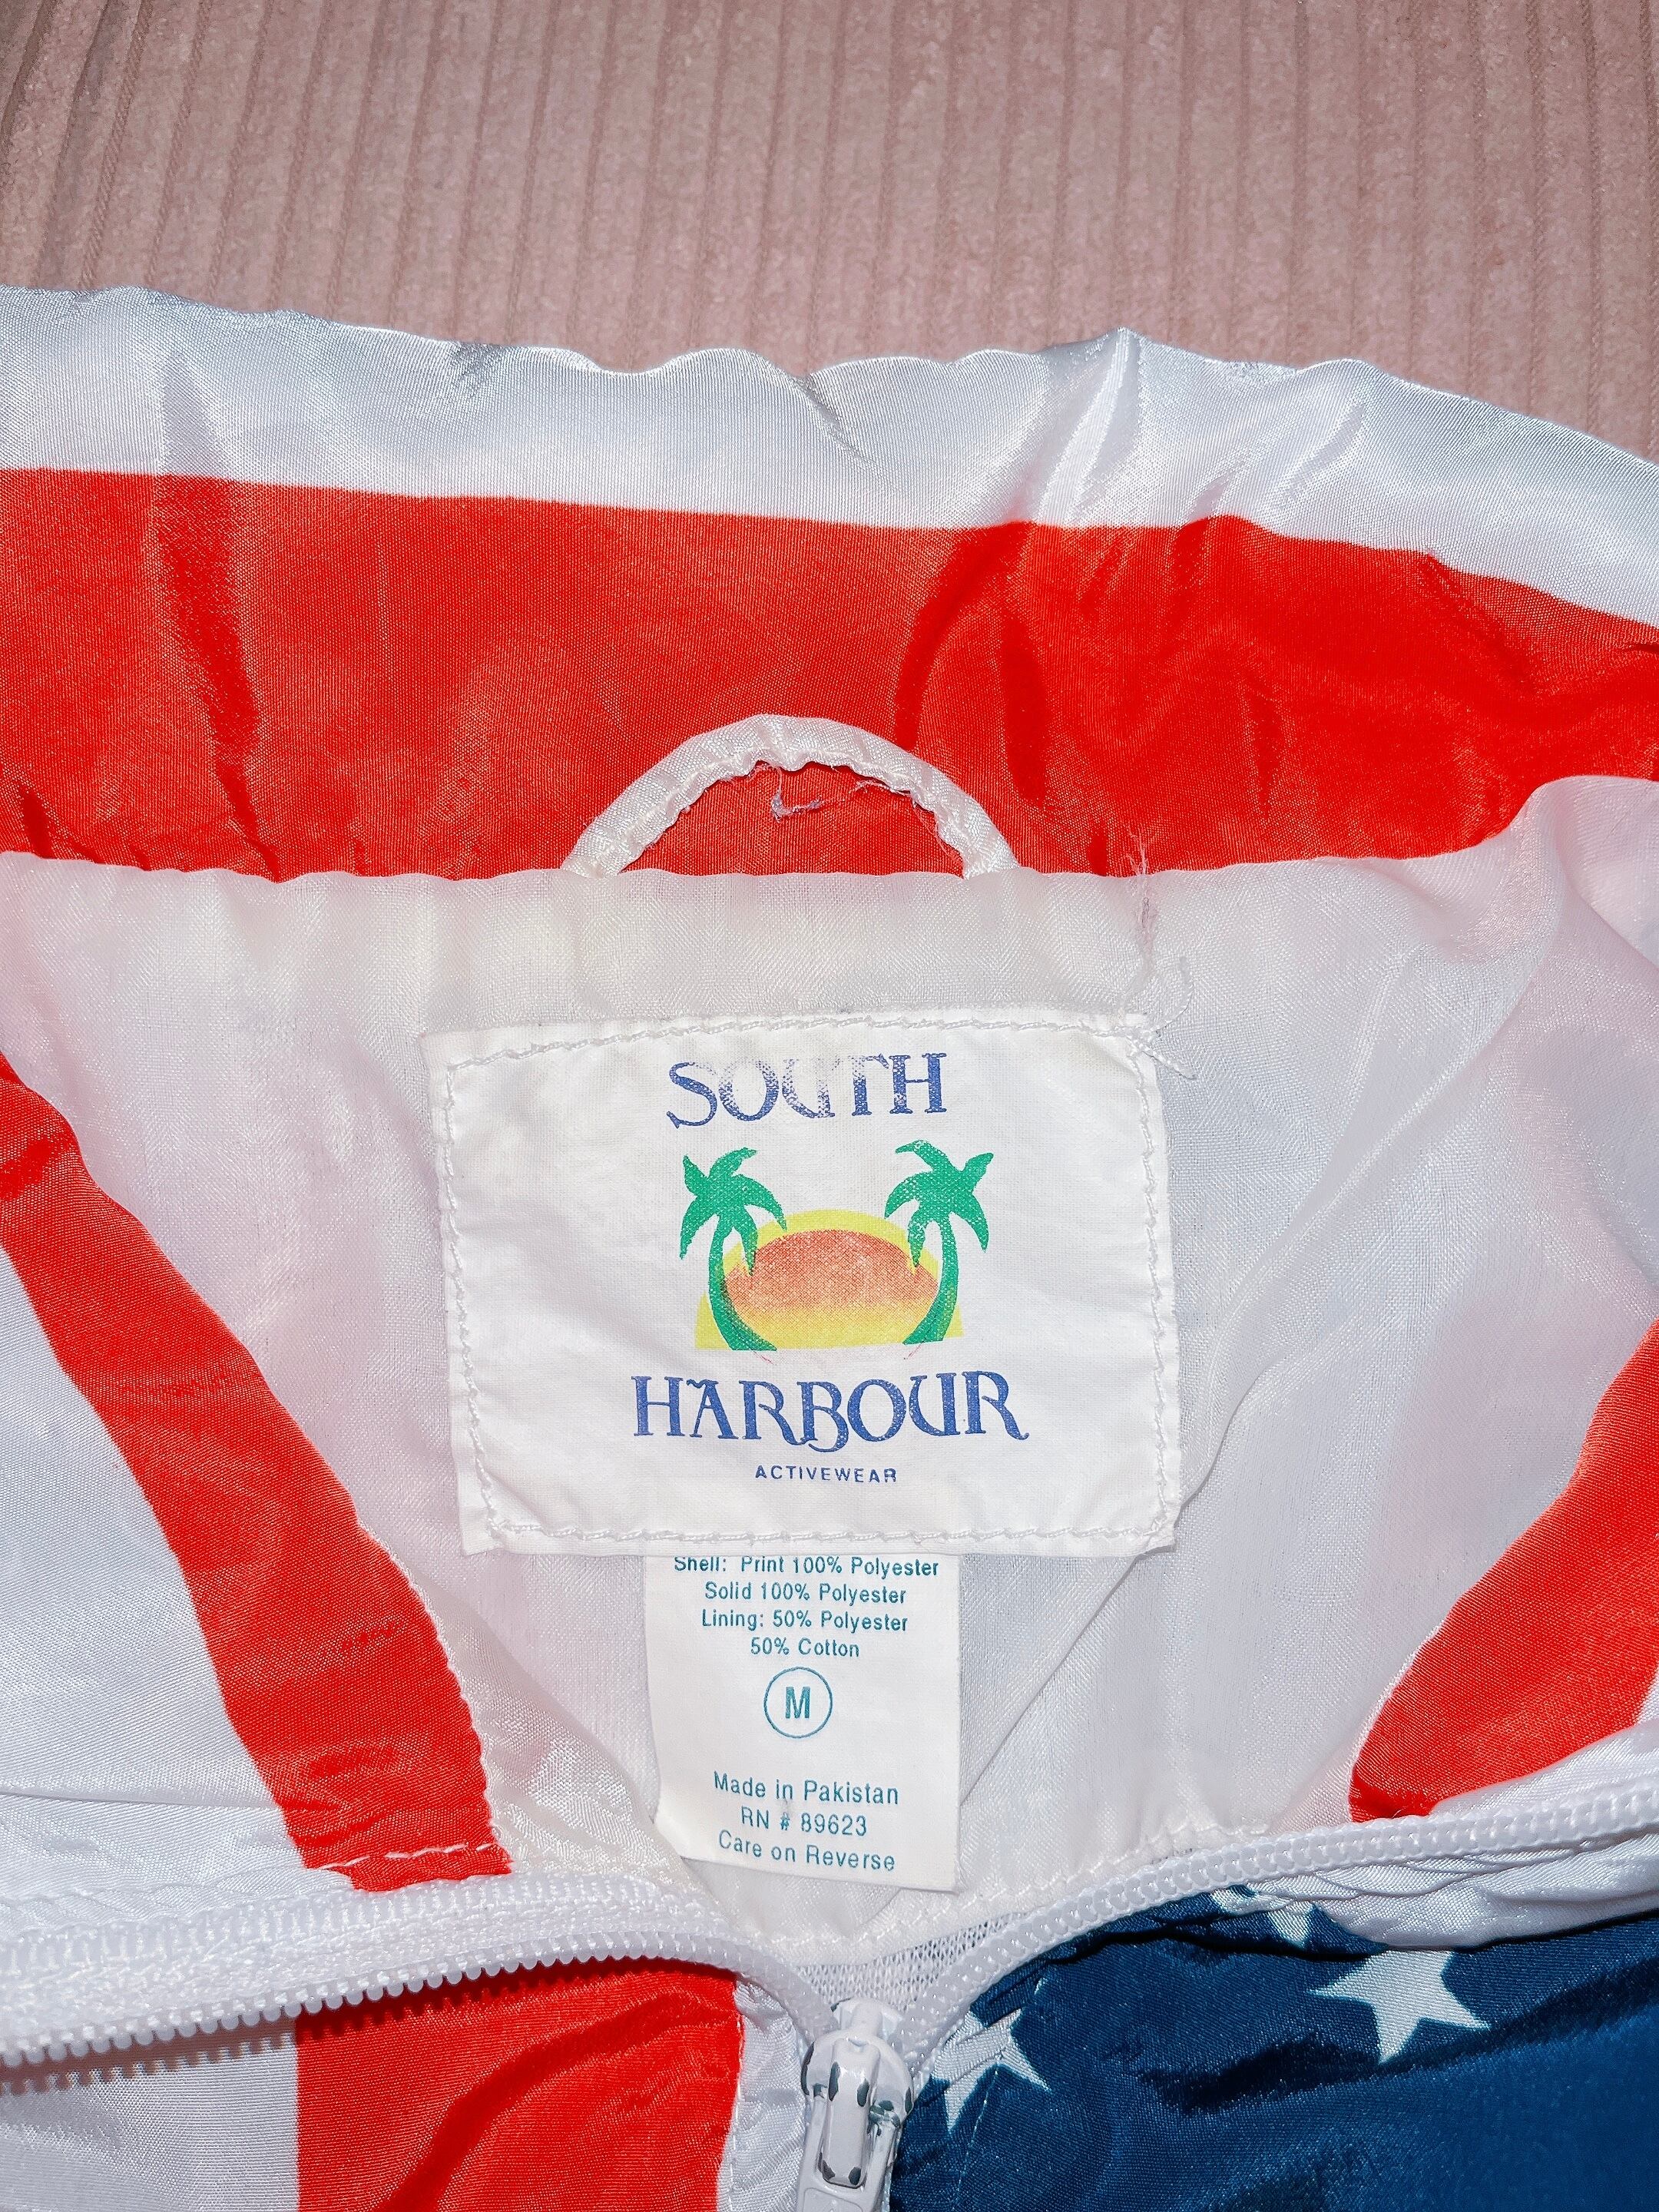 SOUTH
HARBOUR
ACTIVEWEAR
Shell: Print 100% Polyester
Solid 100% Polyester
Lining: 50% Polyester
50% Cotton
M
Made in Pakistan
RN # 89623
Care on Reverse